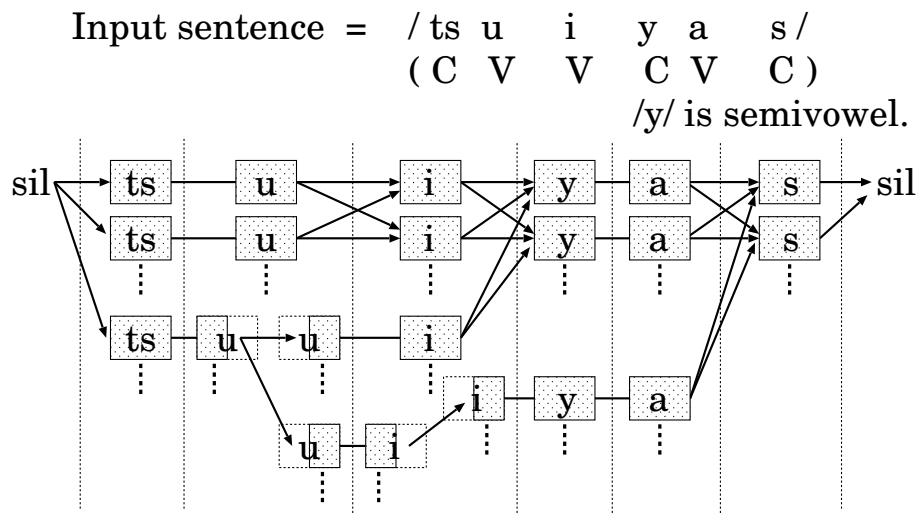 Input sentence = / ts u i y a s /
( C V V C V C )
/y/ is semivowel.
sil ts u i y a s sil
ts u i y a s
ts u u i
i y a
u i